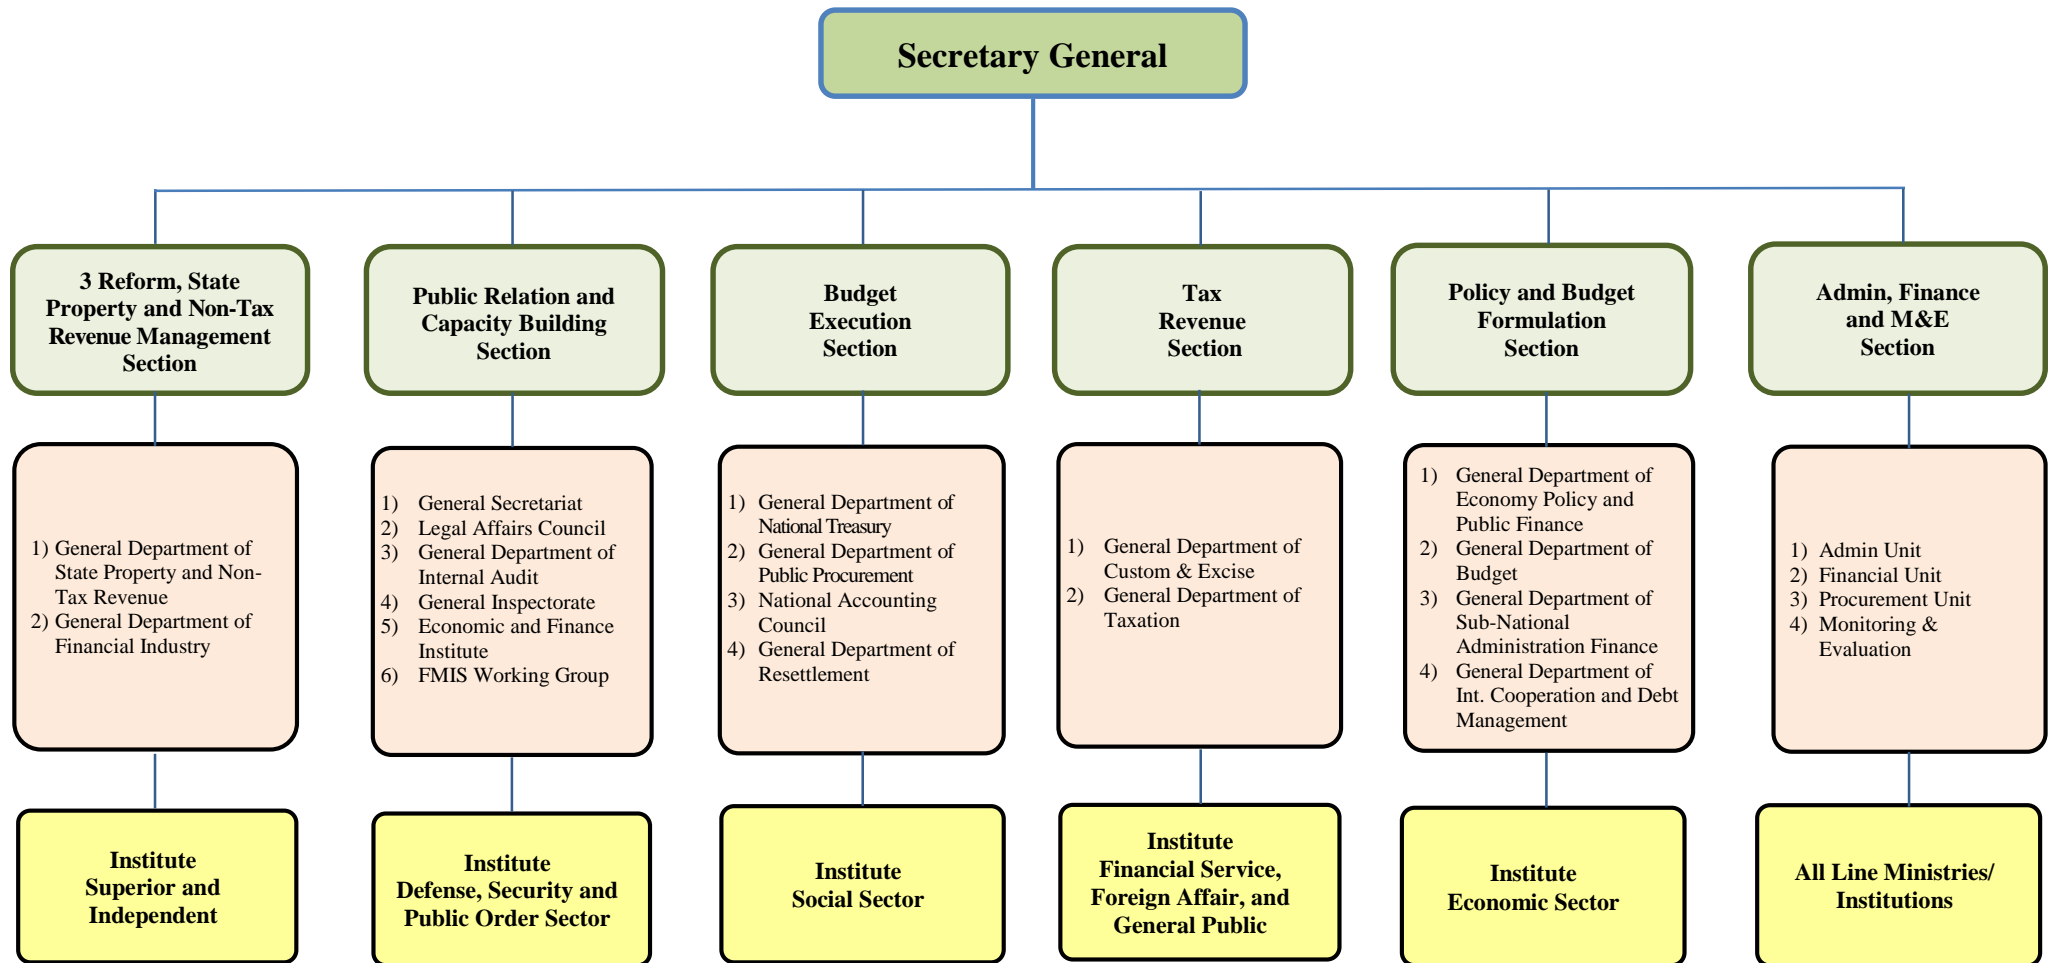 Secretary General
3 Reform, State
Property and Non-Tax
Revenue Management
Section
Public Relation and
Capacity Building
Section
Budget
Execution
Section
Tax
Revenue
Section
Policy and Budget
Formulation
Section
Admin, Finance
and M&E
Section
1) General Department of
State Property and Non-
Tax Revenue
2) General Department of
Financial Industry
1) General Secretariat
2) Legal Affairs Council
3) General Department of
Internal Audit
4) General Inspectorate
5) Economic and Finance
Institute
6) FMIS Working Group
1) General Department of
National Treasury
2) General Department of
Public Procurement
3) National Accounting
Council
4) General Department of
Resettlement
1) General Department of
Custom & Excise
2) General Department of
Taxation
1) General Department of
Economy Policy and
Public Finance
2) General Department of
Budget
3) General Department of
Sub-National
Administration Finance
4) General Department of
Int. Cooperation and Debt
Management
1) Admin Unit
2) Financial Unit
3) Procurement Unit
4) Monitoring &
Evaluation
Institute
Superior and
Independent
Institute
Defense, Security and
Public Order Sector
Institute
Social Sector
Institute
Financial Service,
Foreign Affair, and
General Public
Institute
Economic Sector
All Line Ministries/
Institutions